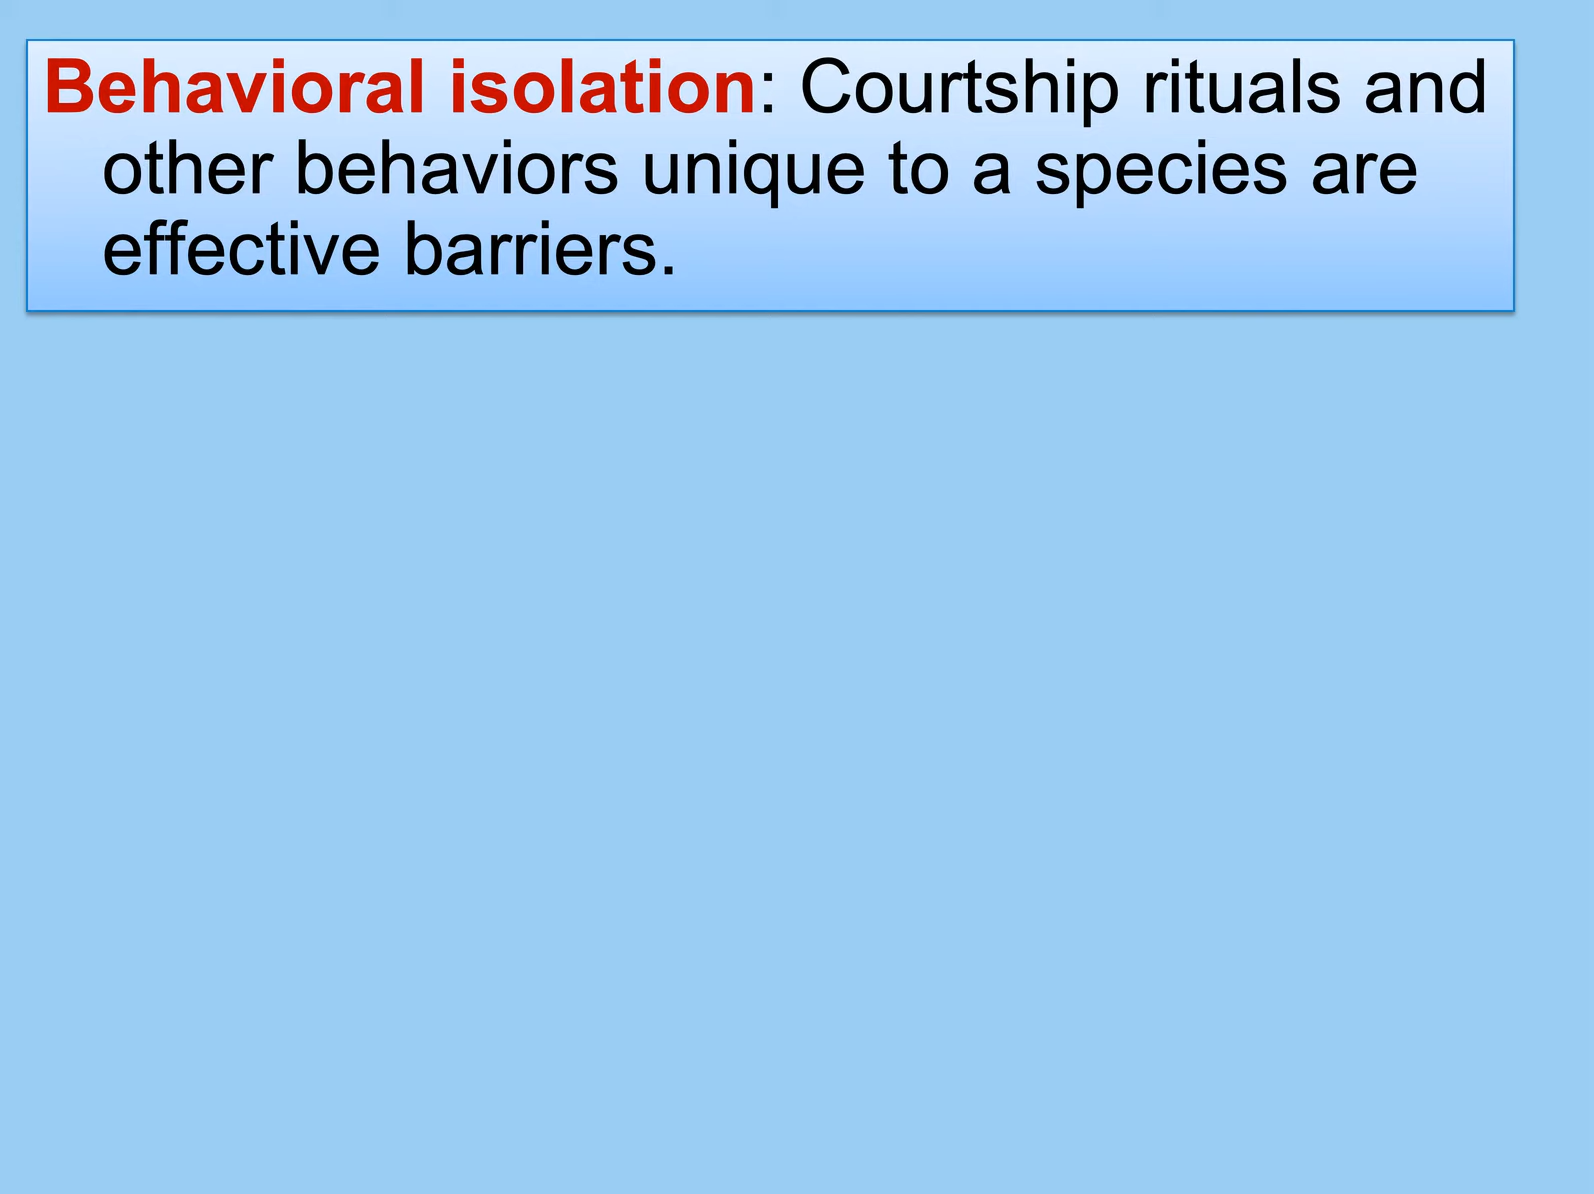 Behavioral isolation: Courtship rituals and
other behaviors unique to a species are
effective barriers.